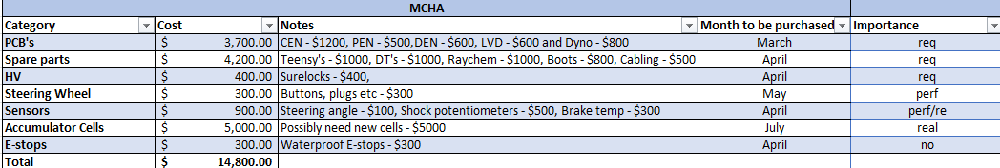 MCHA
Category Cost Notes Month to be purchased Importance
PCB's $ 3,700.00 CEN - $1200, PEN - $500,DEN - $600, LVD - $600 and Dyno - $800 March req
Spare parts $ 4,200.00 Teensy's - $1000, DT's - $1000, Raychem - $1000, Boots - $800, Cabling - $500 April req
HV $ 400.00 Surelocks - $400, April req
Steering Wheel $ 300.00 Buttons, plugs etc - $300 May perf
Sensors $ 900.00 Steering angle - $100, Shock potentiometers - $500, Brake temp - $300 April perf/re
Accumulator Cells $ 5,000.00 Possibly need new cells - $5000 July real
E-stops $ 300.00 Waterproof E-stops - $300 April no
Total $ 14,800.00